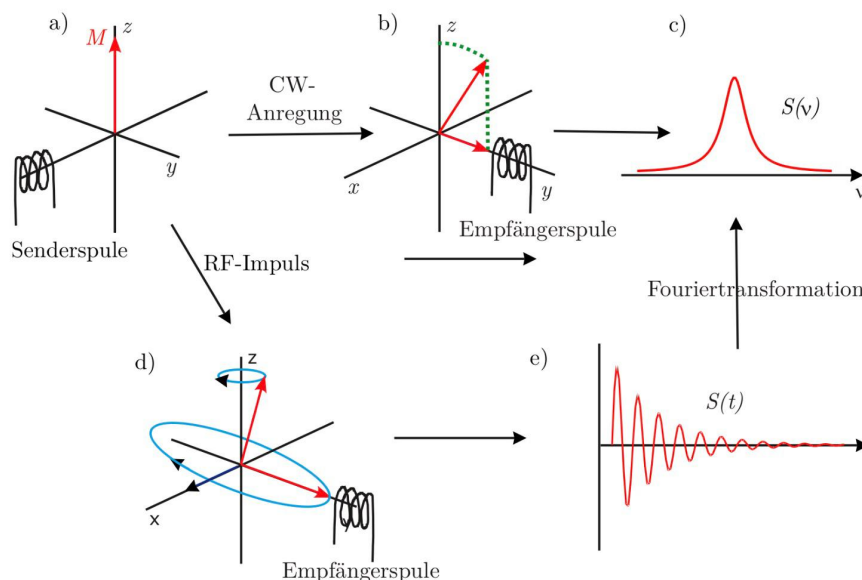 a)
M
z
y
Senderspule
CW-
Anregung
b)
z
x
y
Empfängerspule
c)
S(ν)
ν
RF-Impuls
Fouriertransformation
d)
z
x
y
Empfängerspule
e)
S(t)